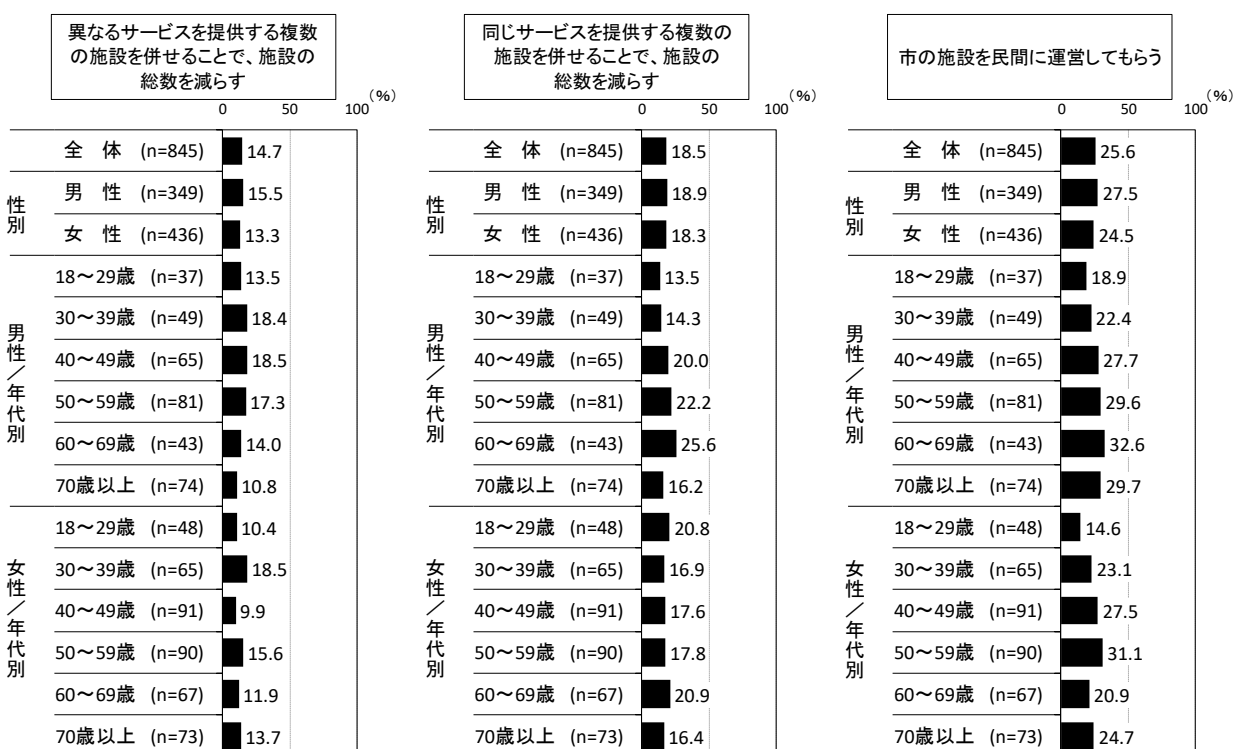 異なるサービスを提供する複数
の施設を併せることで、施設の
総数を減らす
0 50 100 (%)
全 体 (n=845) 14.7
性別
男 性 (n=349) 15.5
女 性 (n=436) 13.3
男性／年代別
18～29歳 (n=37) 13.5
30～39歳 (n=49) 18.4
40～49歳 (n=65) 18.5
50～59歳 (n=81) 17.3
60～69歳 (n=43) 14.0
70歳以上 (n=74) 10.8
女性／年代別
18～29歳 (n=48) 10.4
30～39歳 (n=65) 18.5
40～49歳 (n=91) 9.9
50～59歳 (n=90) 15.6
60～69歳 (n=67) 11.9
70歳以上 (n=73) 13.7
同じサービスを提供する複数の
施設を併せることで、施設の
総数を減らす
0 50 100 (%)
全 体 (n=845) 18.5
性別
男 性 (n=349) 18.9
女 性 (n=436) 18.3
男性／年代別
18～29歳 (n=37) 13.5
30～39歳 (n=49) 14.3
40～49歳 (n=65) 20.0
50～59歳 (n=81) 22.2
60～69歳 (n=43) 25.6
70歳以上 (n=74) 16.2
女性／年代別
18～29歳 (n=48) 20.8
30～39歳 (n=65) 16.9
40～49歳 (n=91) 17.6
50～59歳 (n=90) 17.8
60～69歳 (n=67) 20.9
70歳以上 (n=73) 16.4
市の施設を民間に運営してもらう
0 50 100 (%)
全 体 (n=845) 25.6
性別
男 性 (n=349) 27.5
女 性 (n=436) 24.5
男性／年代別
18～29歳 (n=37) 18.9
30～39歳 (n=49) 22.4
40～49歳 (n=65) 27.7
50～59歳 (n=81) 29.6
60～69歳 (n=43) 32.6
70歳以上 (n=74) 29.7
女性／年代別
18～29歳 (n=48) 14.6
30～39歳 (n=65) 23.1
40～49歳 (n=91) 27.5
50～59歳 (n=90) 31.1
60～69歳 (n=67) 20.9
70歳以上 (n=73) 24.7